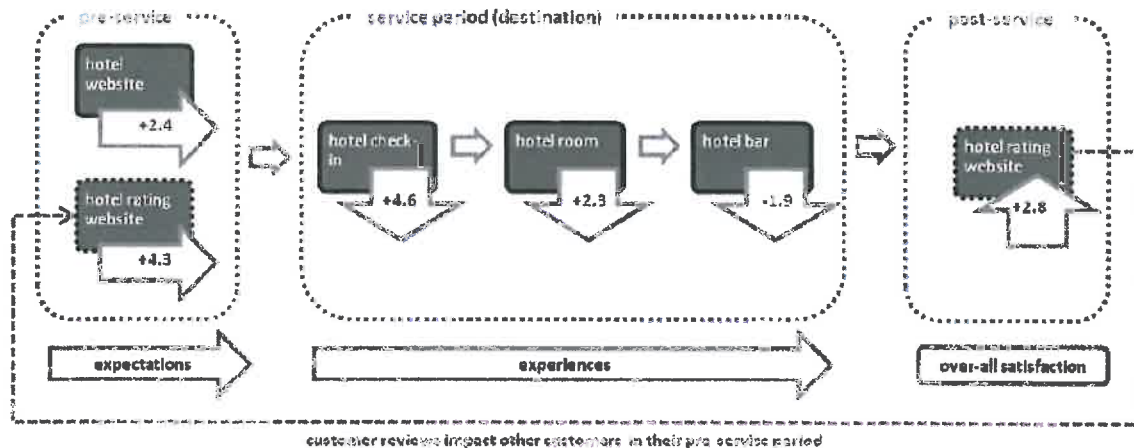 pre-service
service period (destination)
post-service
hotel
website
+2.4
hotel rating
website
+4.3
hotel check-
in
+4.6
hotel room
+2.3
hotel bar
-1.9
hotel rating
website
+2.8
expectations
experiences
over-all satisfaction
customer reviews impact other customers in their pre-service period